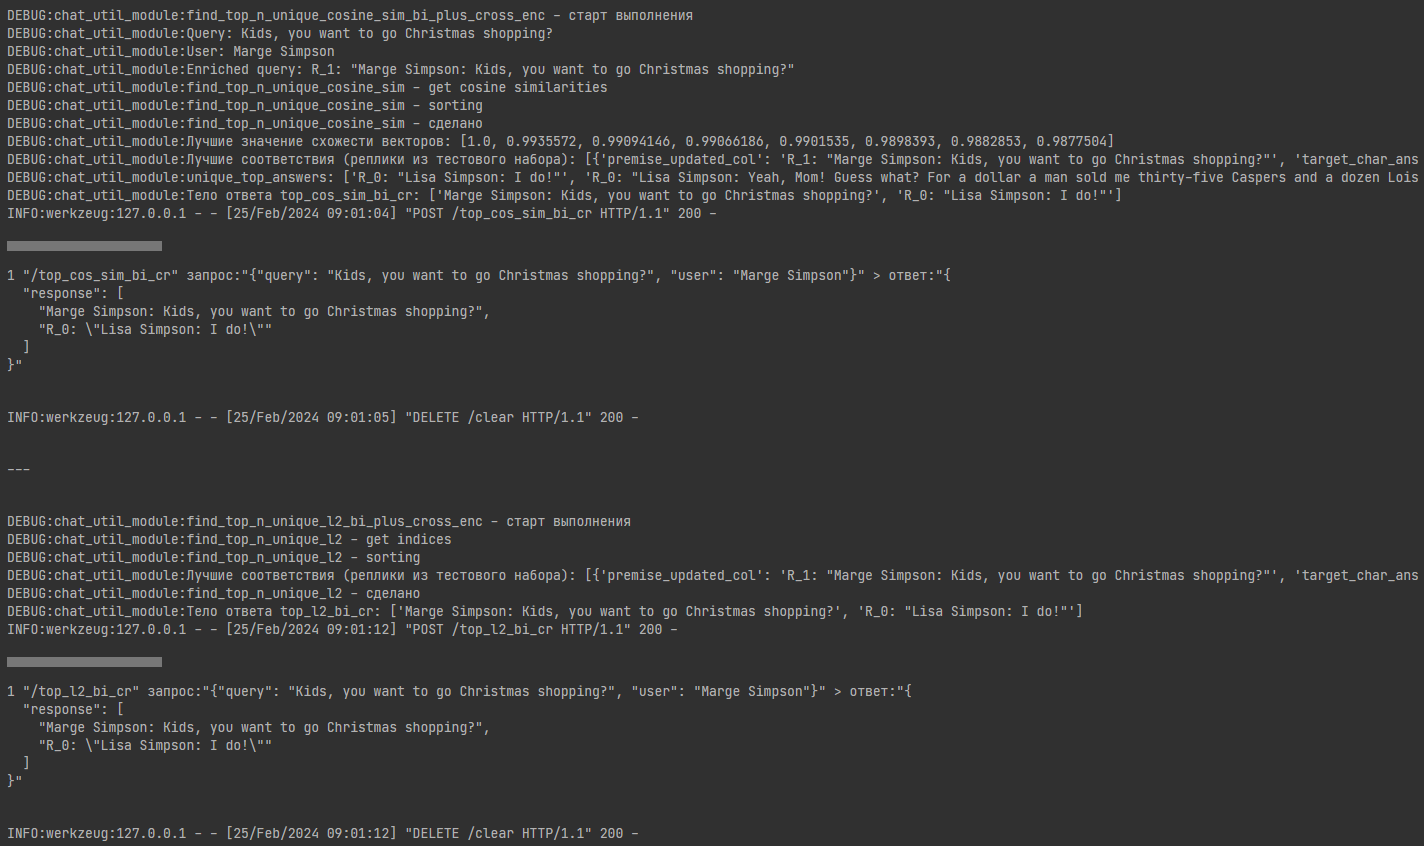 DEBUG:chat_util_module:find_top_n_unique_cosine_sim_bi_plus_cross_enc – старт выполнения
DEBUG:chat_util_module:Query: Kids, you want to go Christmas shopping?
DEBUG:chat_util_module:User: Marge Simpson
DEBUG:chat_util_module:Enriched query: R_1: "Marge Simpson: Kids, you want to go Christmas shopping?"
DEBUG:chat_util_module:find_top_n_unique_cosine_sim – get cosine similarities
DEBUG:chat_util_module:find_top_n_unique_cosine_sim – sorting
DEBUG:chat_util_module:find_top_n_unique_cosine_sim – сделано
DEBUG:chat_util_module:Лучшие значение схожести векторов: [1.0, 0.9935572, 0.99094146, 0.99066186, 0.9901535, 0.9898393, 0.9882853, 0.9877504]
DEBUG:chat_util_module:Лучшие соответствия (реплики из тестового набора): [{'premise_updated_col': 'R_1: "Marge Simpson: Kids, you want to go Christmas shopping?"', 'target_char_ans
DEBUG:chat_util_module:unique_top_answers: ['R_0: "Lisa Simpson: I do!"', 'R_0: "Lisa Simpson: Yeah, Mom! Guess what? For a dollar a man sold me thirty-five Caspers and a dozen Lois
DEBUG:chat_util_module:Тело ответа top_cos_sim_bi_cr: ['Marge Simpson: Kids, you want to go Christmas shopping?', 'R_0: "Lisa Simpson: I do!"']
INFO:werkzeug:127.0.0.1 - - [25/Feb/2024 09:01:04] "POST /top_cos_sim_bi_cr HTTP/1.1" 200 -
1 "/top_cos_sim_bi_cr" запрос:"{"query": "Kids, you want to go Christmas shopping?", "user": "Marge Simpson"}" > ответ:"{
"response": [
"Marge Simpson: Kids, you want to go Christmas shopping?",
"R_0: \"Lisa Simpson: I do!\""
]
}"
INFO:werkzeug:127.0.0.1 - - [25/Feb/2024 09:01:05] "DELETE /clear HTTP/1.1" 200 -
---
DEBUG:chat_util_module:find_top_n_unique_l2_bi_plus_cross_enc – старт выполнения
DEBUG:chat_util_module:find_top_n_unique_l2 – get indices
DEBUG:chat_util_module:find_top_n_unique_l2 – sorting
DEBUG:chat_util_module:Лучшие соответствия (реплики из тестового набора): [{'premise_updated_col': 'R_1: "Marge Simpson: Kids, you want to go Christmas shopping?"', 'target_char_ans
DEBUG:chat_util_module:find_top_n_unique_l2 – сделано
DEBUG:chat_util_module:Тело ответа top_l2_bi_cr: ['Marge Simpson: Kids, you want to go Christmas shopping?', 'R_0: "Lisa Simpson: I do!"']
INFO:werkzeug:127.0.0.1 - - [25/Feb/2024 09:01:12] "POST /top_l2_bi_cr HTTP/1.1" 200 -
1 "/top_l2_bi_cr" запрос:"{"query": "Kids, you want to go Christmas shopping?", "user": "Marge Simpson"}" > ответ:"{
"response": [
"Marge Simpson: Kids, you want to go Christmas shopping?",
"R_0: \"Lisa Simpson: I do!\""
]
}"
INFO:werkzeug:127.0.0.1 - - [25/Feb/2024 09:01:12] "DELETE /clear HTTP/1.1" 200 -